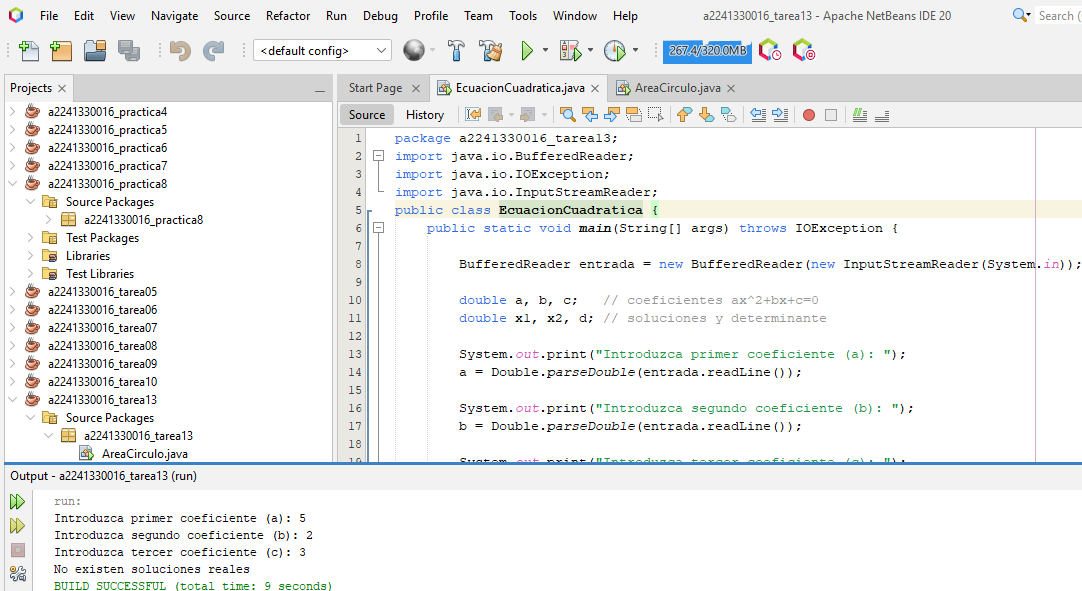 File Edit View Navigate Source Refactor Run Debug Profile Team Tools Window Help a2241330016_tarea13 - Apache NetBeans IDE 20 Search (
<default config> 267.4/320.0MB
Projects
a2241330016_practica4
a2241330016_practica5
a2241330016_practica6
a2241330016_practica7
a2241330016_practica8
Source Packages
a2241330016_practica8
Test Packages
Libraries
Test Libraries
a2241330016_tarea05
a2241330016_tarea06
a2241330016_tarea07
a2241330016_tarea08
a2241330016_tarea09
a2241330016_tarea10
a2241330016_tarea13
Source Packages
a2241330016_tarea13
AreaCirculo.java
Start Page EcuacionCuadratica.java AreaCirculo.java
Source History
1 package a2241330016_tarea13;
2 import java.io.BufferedReader;
3 import java.io.IOException;
4 import java.io.InputStreamReader;
5 public class EcuacionCuadratica {
6 public static void main(String[] args) throws IOException {
7
8 BufferedReader entrada = new BufferedReader(new InputStreamReader(System.in));
9
10 double a, b, c; // coeficientes ax^2+bx+c=0
11 double x1, x2, d; // soluciones y determinante
12
13 System.out.print("Introduzca primer coeficiente (a): ");
14 a = Double.parseDouble(entrada.readLine());
15
16 System.out.print("Introduzca segundo coeficiente (b): ");
17 b = Double.parseDouble(entrada.readLine());
18
19 System.out.print("Introduzca tercer coeficiente (c): ");
Output - a2241330016_tarea13 (run)
run:
Introduzca primer coeficiente (a): 5
Introduzca segundo coeficiente (b): 2
Introduzca tercer coeficiente (c): 3
No existen soluciones reales
BUILD SUCCESSFUL (total time: 9 seconds)